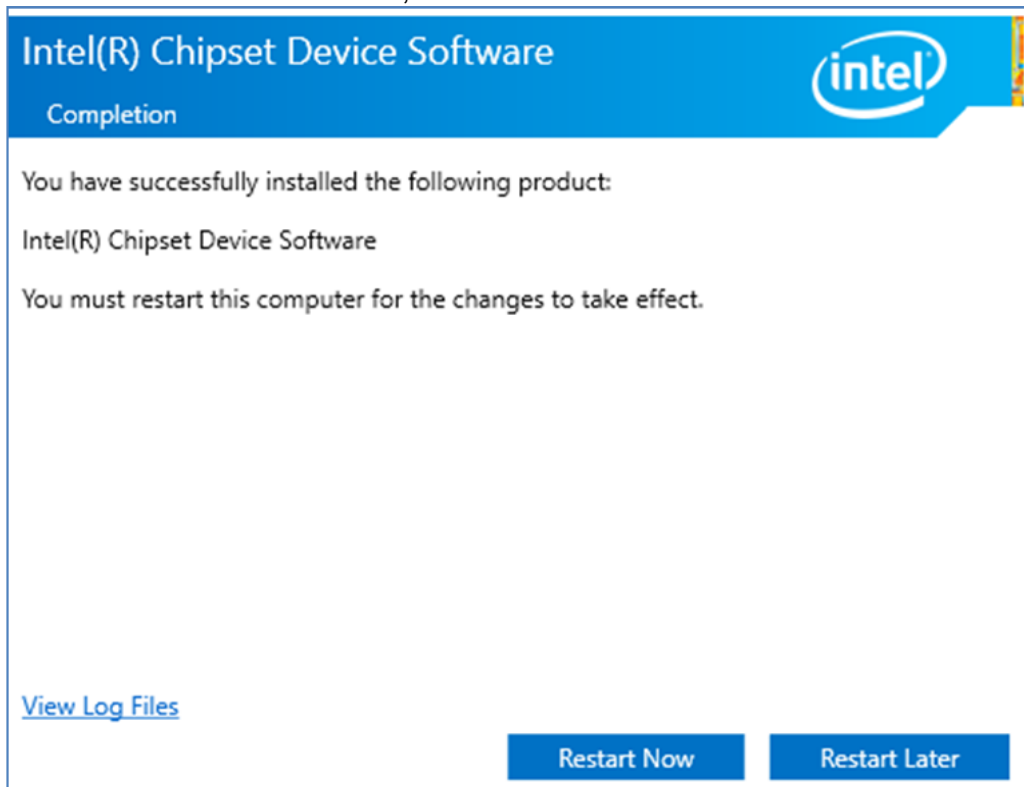 Intel(R) Chipset Device Software
intel
Completion
You have successfully installed the following product:
Intel(R) Chipset Device Software
You must restart this computer for the changes to take effect.
View Log Files
Restart Now
Restart Later